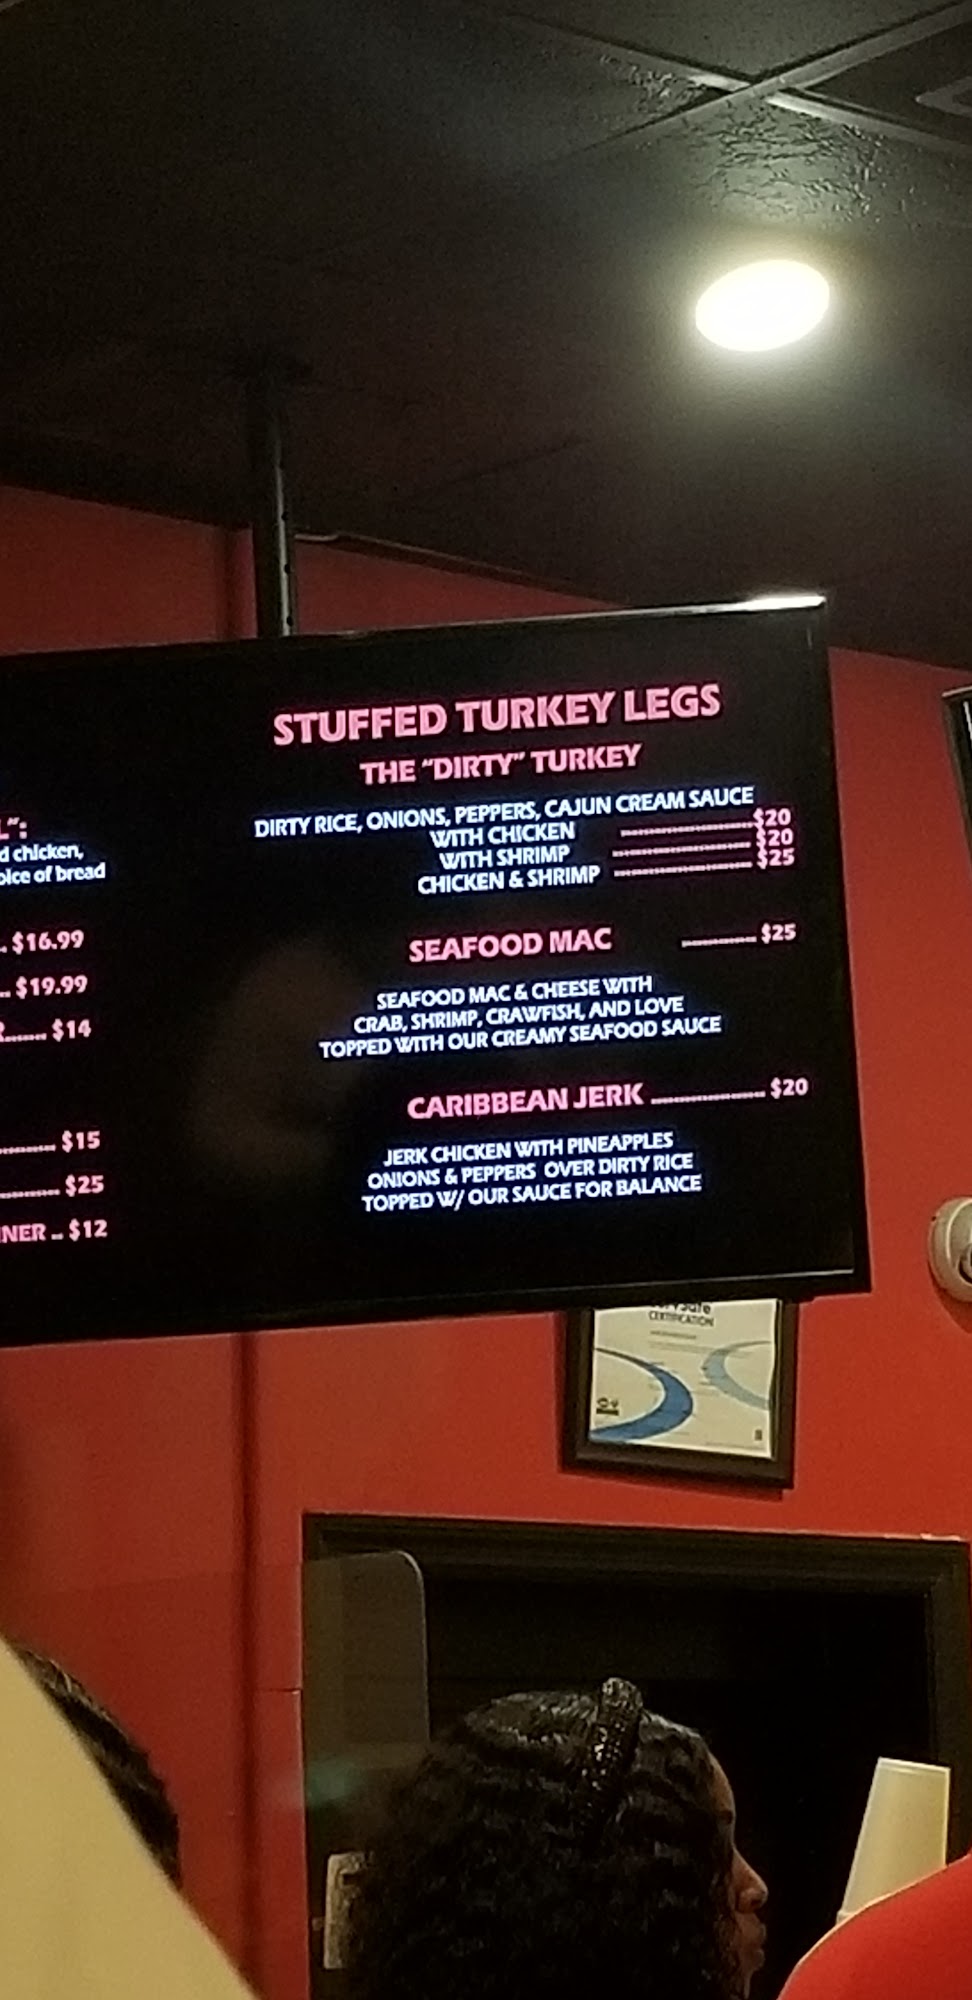 L":
d chicken,
oice of bread
.. $16.99
... $19.99
R....... $14
............ $15
............. $25
NNER .. $12
STUFFED TURKEY LEGS
THE "DIRTY" TURKEY
DIRTY RICE, ONIONS, PEPPERS, CAJUN CREAM SAUCE
WITH CHICKEN ------------------------$20
WITH SHRIMP ------------------------ $20
CHICKEN & SHRIMP ------------------------ $25
SEAFOOD MAC ............. $25
SEAFOOD MAC & CHEESE WITH
CRAB, SHRIMP, CRAWFISH, AND LOVE
TOPPED WITH OUR CREAMY SEAFOOD SAUCE
CARIBBEAN JERK .................... $20
JERK CHICKEN WITH PINEAPPLES
ONIONS & PEPPERS OVER DIRTY RICE
TOPPED W/ OUR SAUCE FOR BALANCE
CERTIFICATION